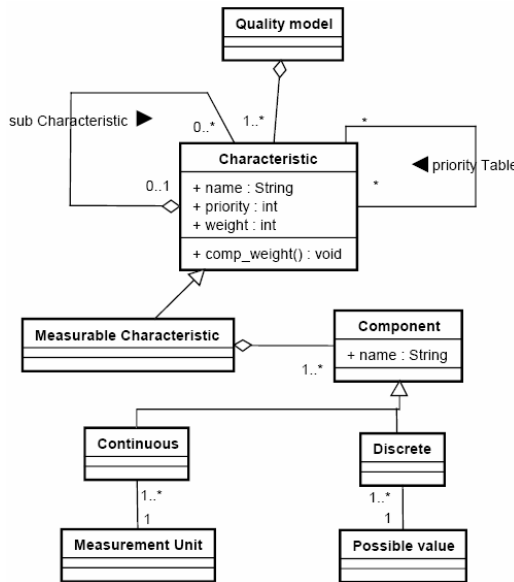 Quality model
sub Characteristic ►
0..*
1..*
*
Characteristic
◄ priority Table
0..1
*
+ name : String
+ priority : int
+ weight : int
+ comp_weight() : void
Measurable Characteristic
Component
+ name : String
1..*
Continuous
Discrete
1..*
1..*
1
1
Measurement Unit
Possible value